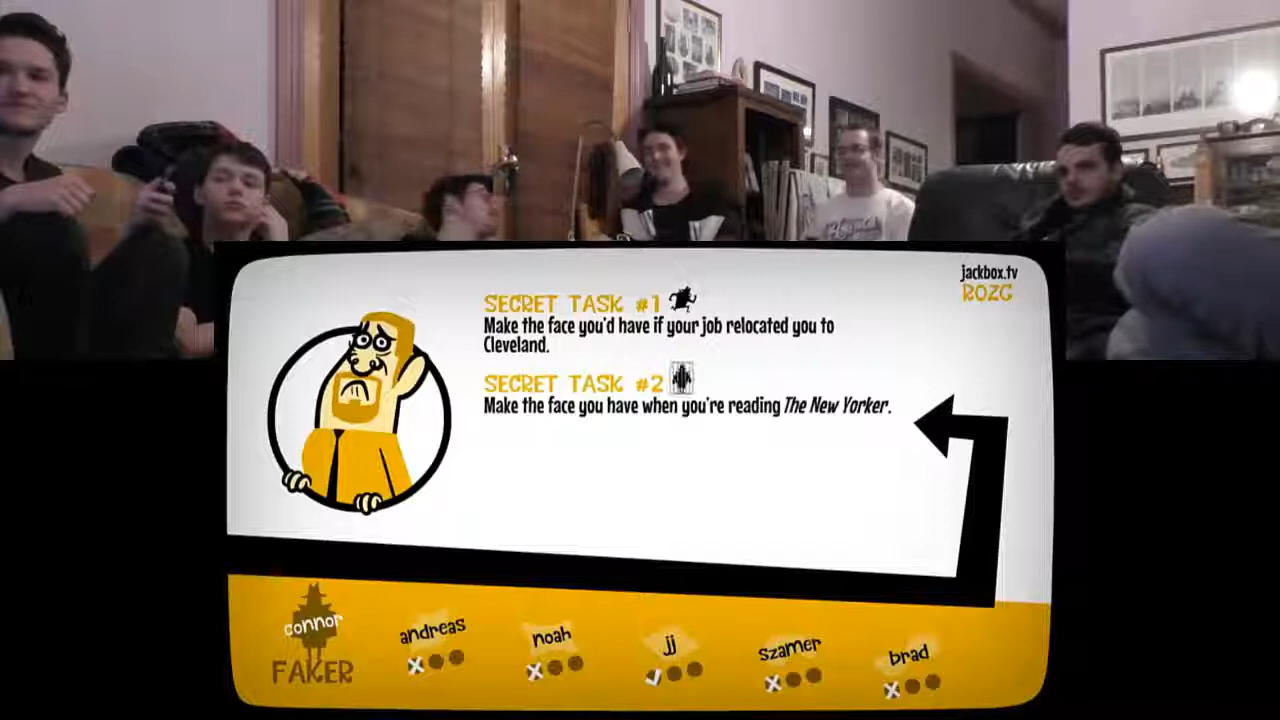 jackbox.tv
ROZG
SECRET TASK #1
Make the face you'd have if your job relocated you to
Cleveland.
SECRET TASK #2
Make the face you have when you're reading The New Yorker.
connor
FAKER
andreas
noah
jj
szamer
brad